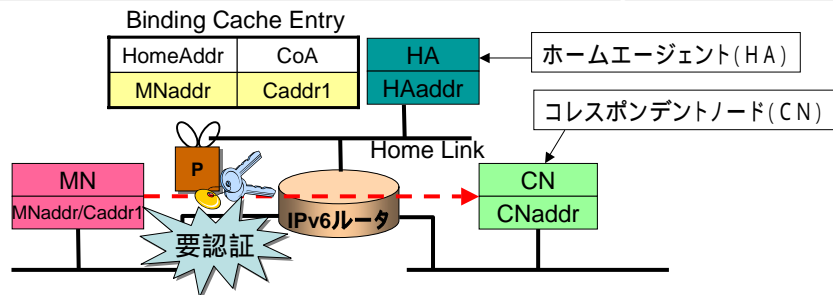 Binding Cache Entry
HomeAddr CoA
MNaddr Caddr1
HA
HAaddr
ホームエージェント(HA)
コレスポンデントノード(CN)
Home Link
P
MN
MNaddr/Caddr1
IPv6ルータ
CN
CNaddr
要認証